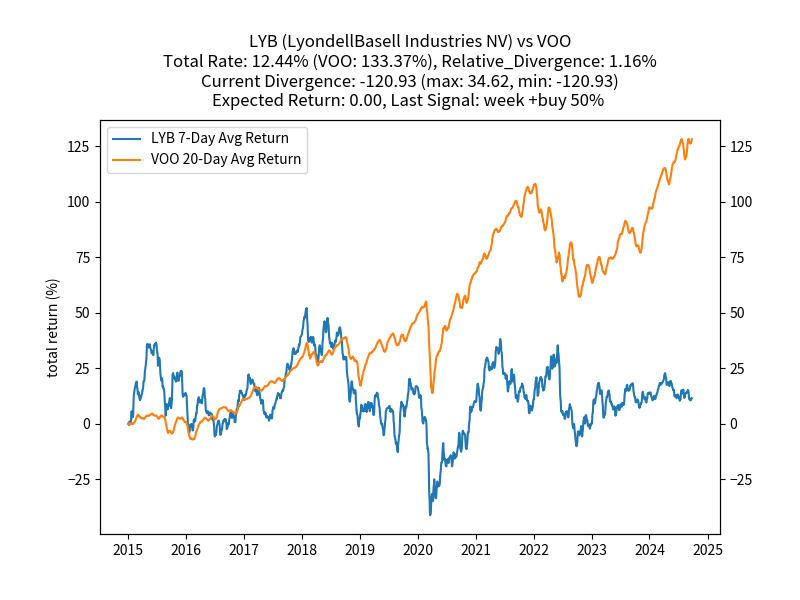 LYB (LyondellBasell Industries NV) vs VOO
Total Rate: 12.44% (VOO: 133.37%), Relative_Divergence: 1.16%
Current Divergence: -120.93 (max: 34.62, min: -120.93)
Expected Return: 0.00, Last Signal: week +buy 50%
LYB 7-Day Avg Return
VOO 20-Day Avg Return
total return (%)
125
100
75
50
25
0
−25
125
100
75
50
25
0
−25
2015 2016 2017 2018 2019 2020 2021 2022 2023 2024 2025